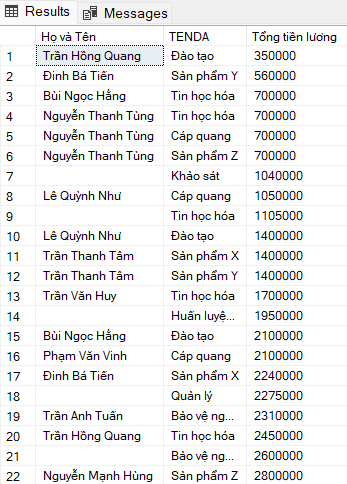 Results Messages
Họ và Tên TENDA Tổng tiền lương
1 Trần Hồng Quang Đào tạo 350000
2 Đinh Bá Tiến Sản phẩm Y 560000
3 Bùi Ngọc Hằng Tin học hóa 700000
4 Nguyễn Thanh Tùng Tin học hóa 700000
5 Nguyễn Thanh Tùng Cáp quang 700000
6 Nguyễn Thanh Tùng Sản phẩm Z 700000
7 Khảo sát 1040000
8 Lê Quỳnh Như Cáp quang 1050000
9 Tin học hóa 1105000
10 Lê Quỳnh Như Đào tạo 1400000
11 Trần Thanh Tâm Sản phẩm X 1400000
12 Trần Thanh Tâm Sản phẩm Y 1400000
13 Trần Văn Huy Tin học hóa 1700000
14 Huấn luyệ... 1950000
15 Bùi Ngọc Hằng Đào tạo 2100000
16 Phạm Văn Vinh Cáp quang 2100000
17 Đinh Bá Tiến Sản phẩm X 2240000
18 Quản lý 2275000
19 Trần Anh Tuấn Bảo vệ ng... 2310000
20 Trần Hồng Quang Tin học hóa 2450000
21 Bảo vệ ng... 2600000
22 Nguyễn Mạnh Hùng Sản phẩm Z 2800000